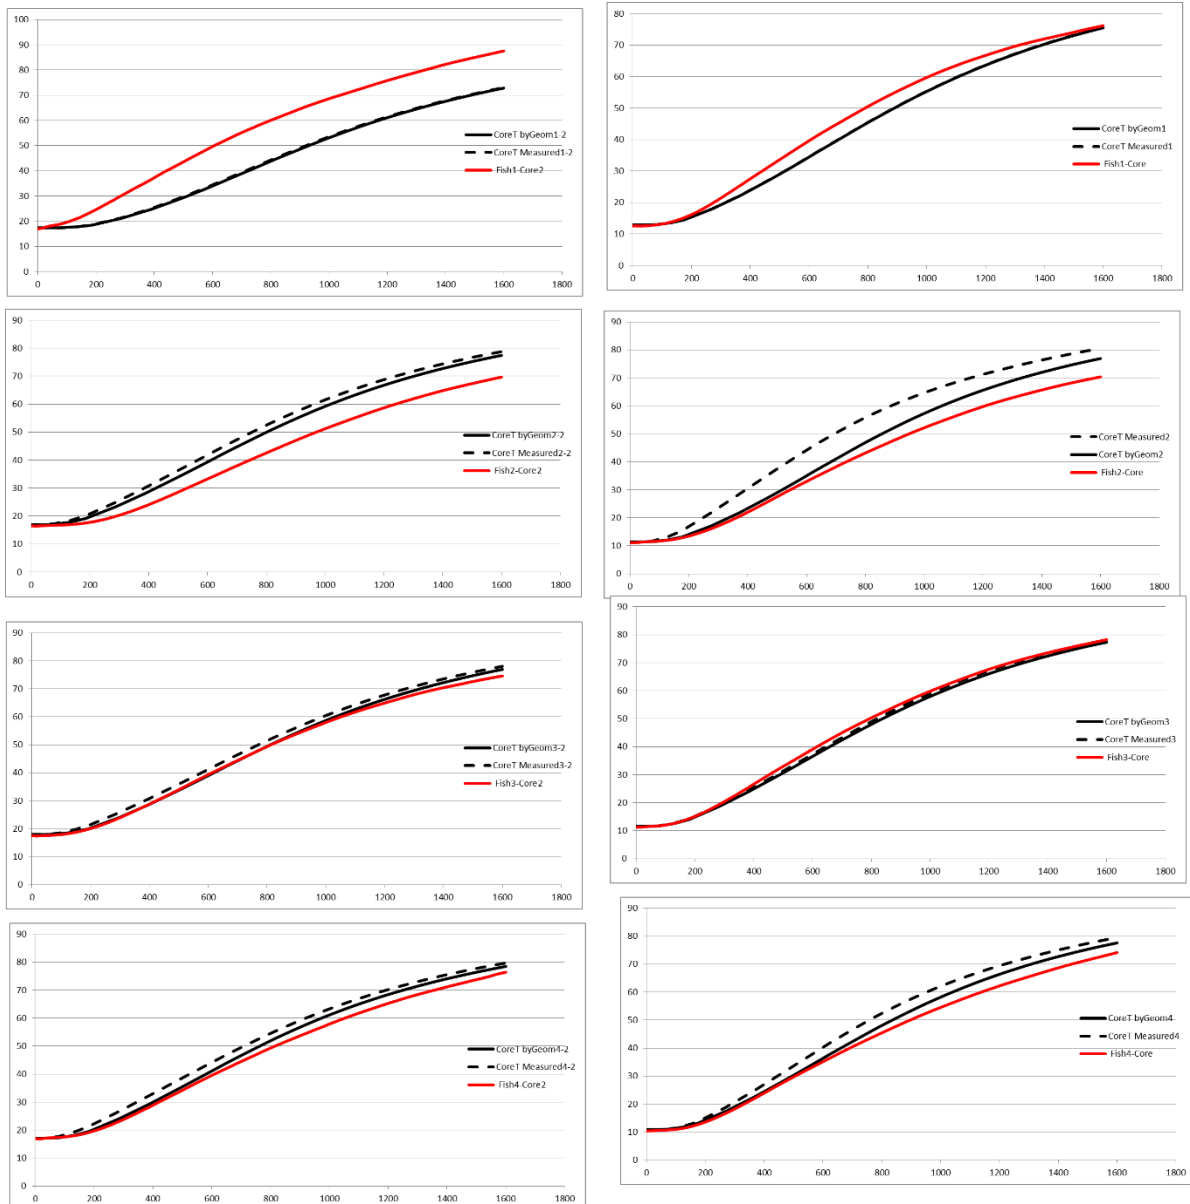 100
90
80
70
60
50
40
30
20
10
0
0 200 400 600 800 1000 1200 1400 1600 1800
CoreT byGeom1-2
CoreT Measured1-2
Fish1-Core2
80
70
60
50
40
30
20
10
0
0 200 400 600 800 1000 1200 1400 1600 1800
CoreT byGeom1
CoreT Measured1
Fish1-Core
90
80
70
60
50
40
30
20
10
0
0 200 400 600 800 1000 1200 1400 1600 1800
CoreT byGeom2-2
CoreT Measured2-2
Fish2-Core2
90
80
70
60
50
40
30
20
10
0
0 200 400 600 800 1000 1200 1400 1600 1800
CoreT Measured2
CoreT byGeom2
Fish2-Core
90
80
70
60
50
40
30
20
10
0
0 200 400 600 800 1000 1200 1400 1600 1800
CoreT byGeom3-2
CoreT Measured3-2
Fish3-Core2
90
80
70
60
50
40
30
20
10
0
0 200 400 600 800 1000 1200 1400 1600 1800
CoreT byGeom3
CoreT Measured3
Fish3-Core
90
80
70
60
50
40
30
20
10
0
0 200 400 600 800 1000 1200 1400 1600 1800
CoreT byGeom4-2
CoreT Measured4-2
Fish4-Core2
90
80
70
60
50
40
30
20
10
0
0 200 400 600 800 1000 1200 1400 1600 1800
CoreT byGeom4
CoreT Measured4
Fish4-Core